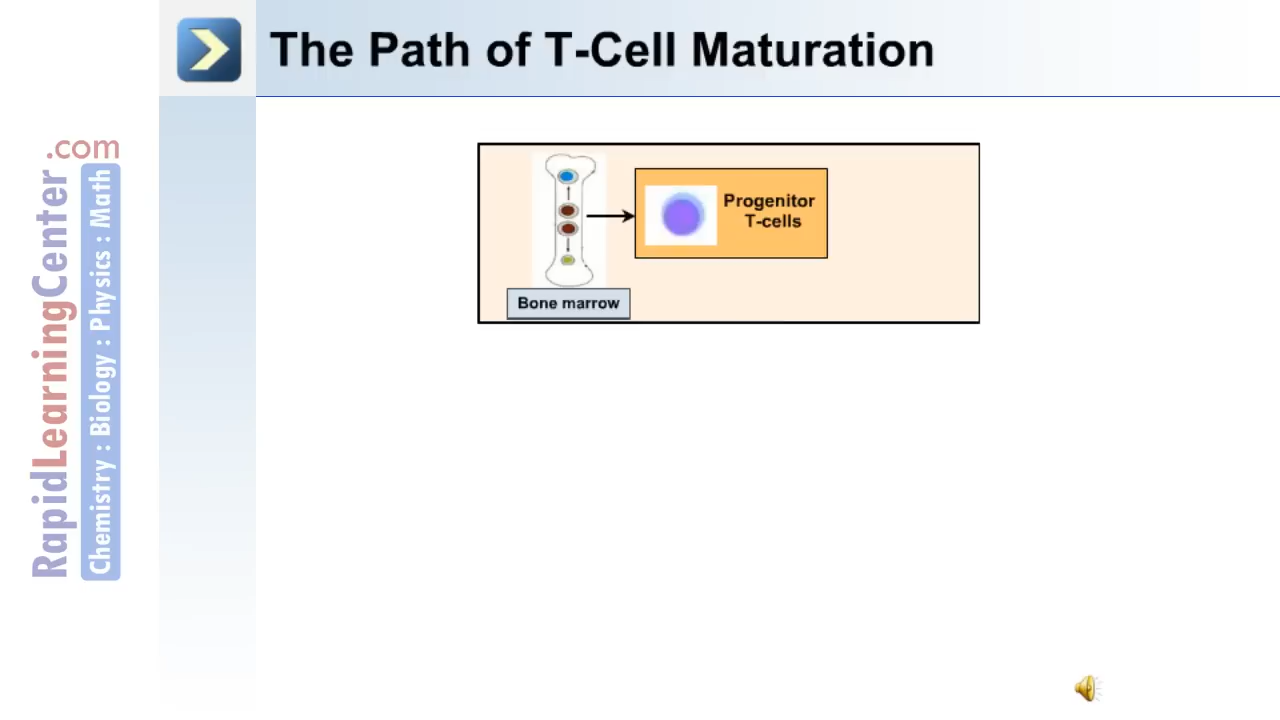 The Path of T-Cell Maturation
RapidLearningCenter.com
Chemistry : Biology : Physics : Math
Progenitor
T-cells
Bone marrow